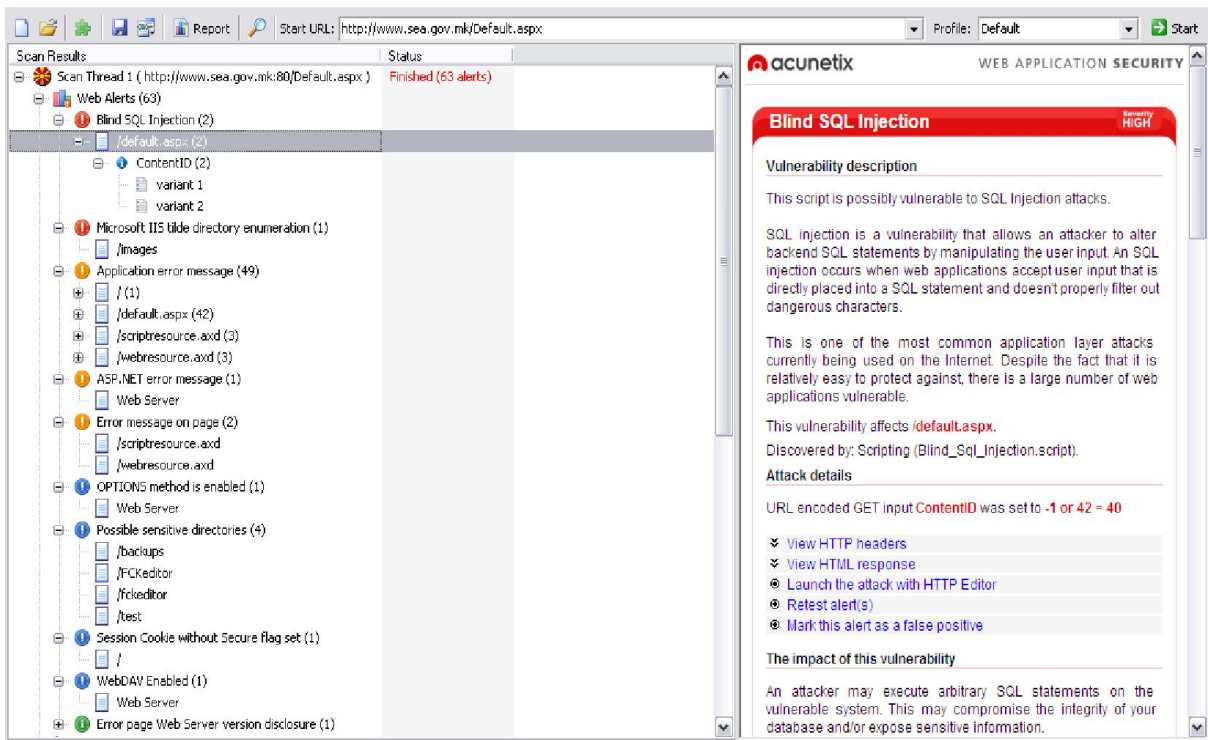 Report
Start URL: http://www.sea.gov.mk/Default.aspx
Profile: Default
Start
Scan Results
Status
Scan Thread 1 ( http://www.sea.gov.mk:80/Default.aspx )
Finished (63 alerts)
Web Alerts (63)
Blind SQL Injection (2)
/default.aspx (2)
ContentID (2)
variant 1
variant 2
Microsoft IIS tilde directory enumeration (1)
/images
Application error message (49)
/ (1)
/default.aspx (42)
/scriptresource.axd (3)
/webresource.axd (3)
ASP.NET error message (1)
Web Server
Error message on page (2)
/scriptresource.axd
/webresource.axd
OPTIONS method is enabled (1)
Web Server
Possible sensitive directories (4)
/backups
/FCKeditor
/fckeditor
/test
Session Cookie without Secure flag set (1)
/
WebDAV Enabled (1)
Web Server
Error page Web Server version disclosure (1)
acunetix
WEB APPLICATION SECURITY
Blind SQL Injection
Severity
HIGH
Vulnerability description
This script is possibly vulnerable to SQL Injection attacks.
SQL injection is a vulnerability that allows an attacker to alter
backend SQL statements by manipulating the user input. An SQL
injection occurs when web applications accept user input that is
directly placed into a SQL statement and doesn't properly filter out
dangerous characters.
This is one of the most common application layer attacks
currently being used on the Internet. Despite the fact that it is
relatively easy to protect against, there is a large number of web
applications vulnerable.
This vulnerability affects /default.aspx.
Discovered by: Scripting (Blind_Sql_Injection.script).
Attack details
URL encoded GET input ContentID was set to -1 or 42 = 40
View HTTP headers
View HTML response
Launch the attack with HTTP Editor
Retest alert(s)
Mark this alert as a false positive
The impact of this vulnerability
An attacker may execute arbitrary SQL statements on the
vulnerable system. This may compromise the integrity of your
database and/or expose sensitive information.